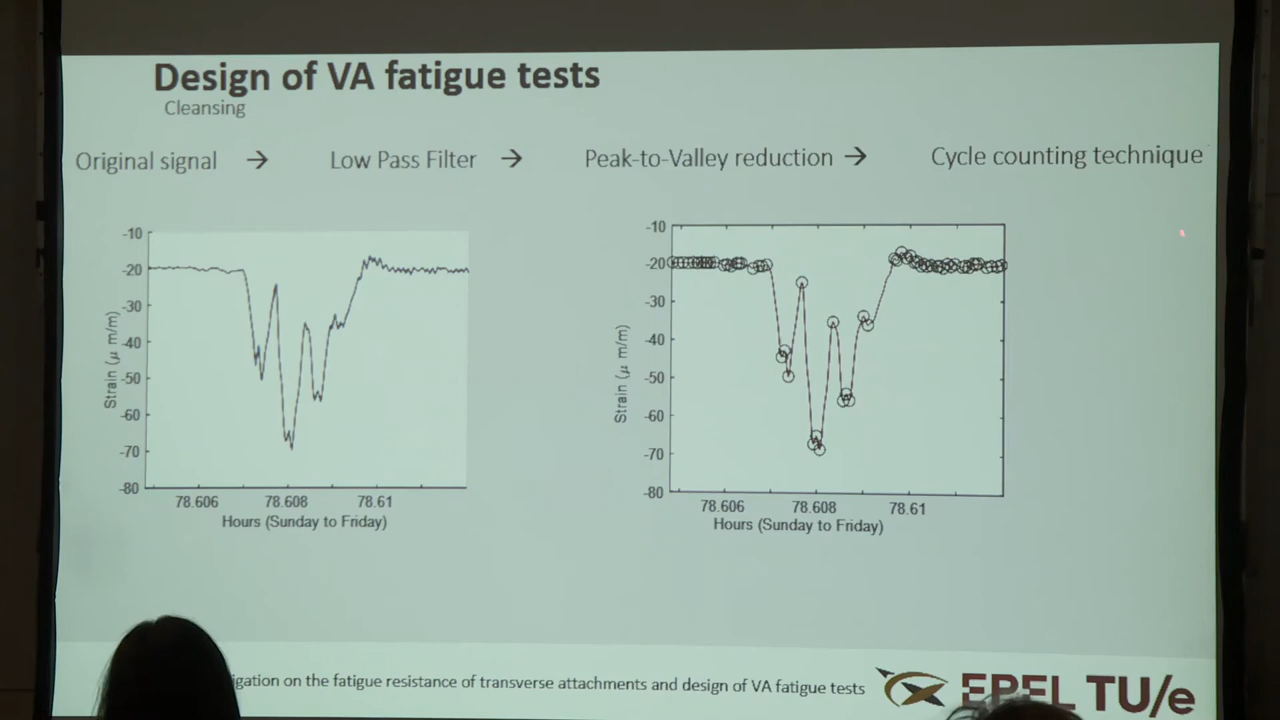 Design of VA fatigue tests
Cleansing
Original signal → Low Pass Filter → Peak-to-Valley reduction → Cycle counting technique
-10
-20
-30
-40
-50
-60
-70
-80
Strain (μ m/m)
78.606 78.608 78.61
Hours (Sunday to Friday)
-10
-20
-30
-40
-50
-60
-70
-80
Strain (μ m/m)
78.606 78.608 78.61
Hours (Sunday to Friday)
igation on the fatigue resistance of transverse attachments and design of VA fatigue tests
EPFL TU/e